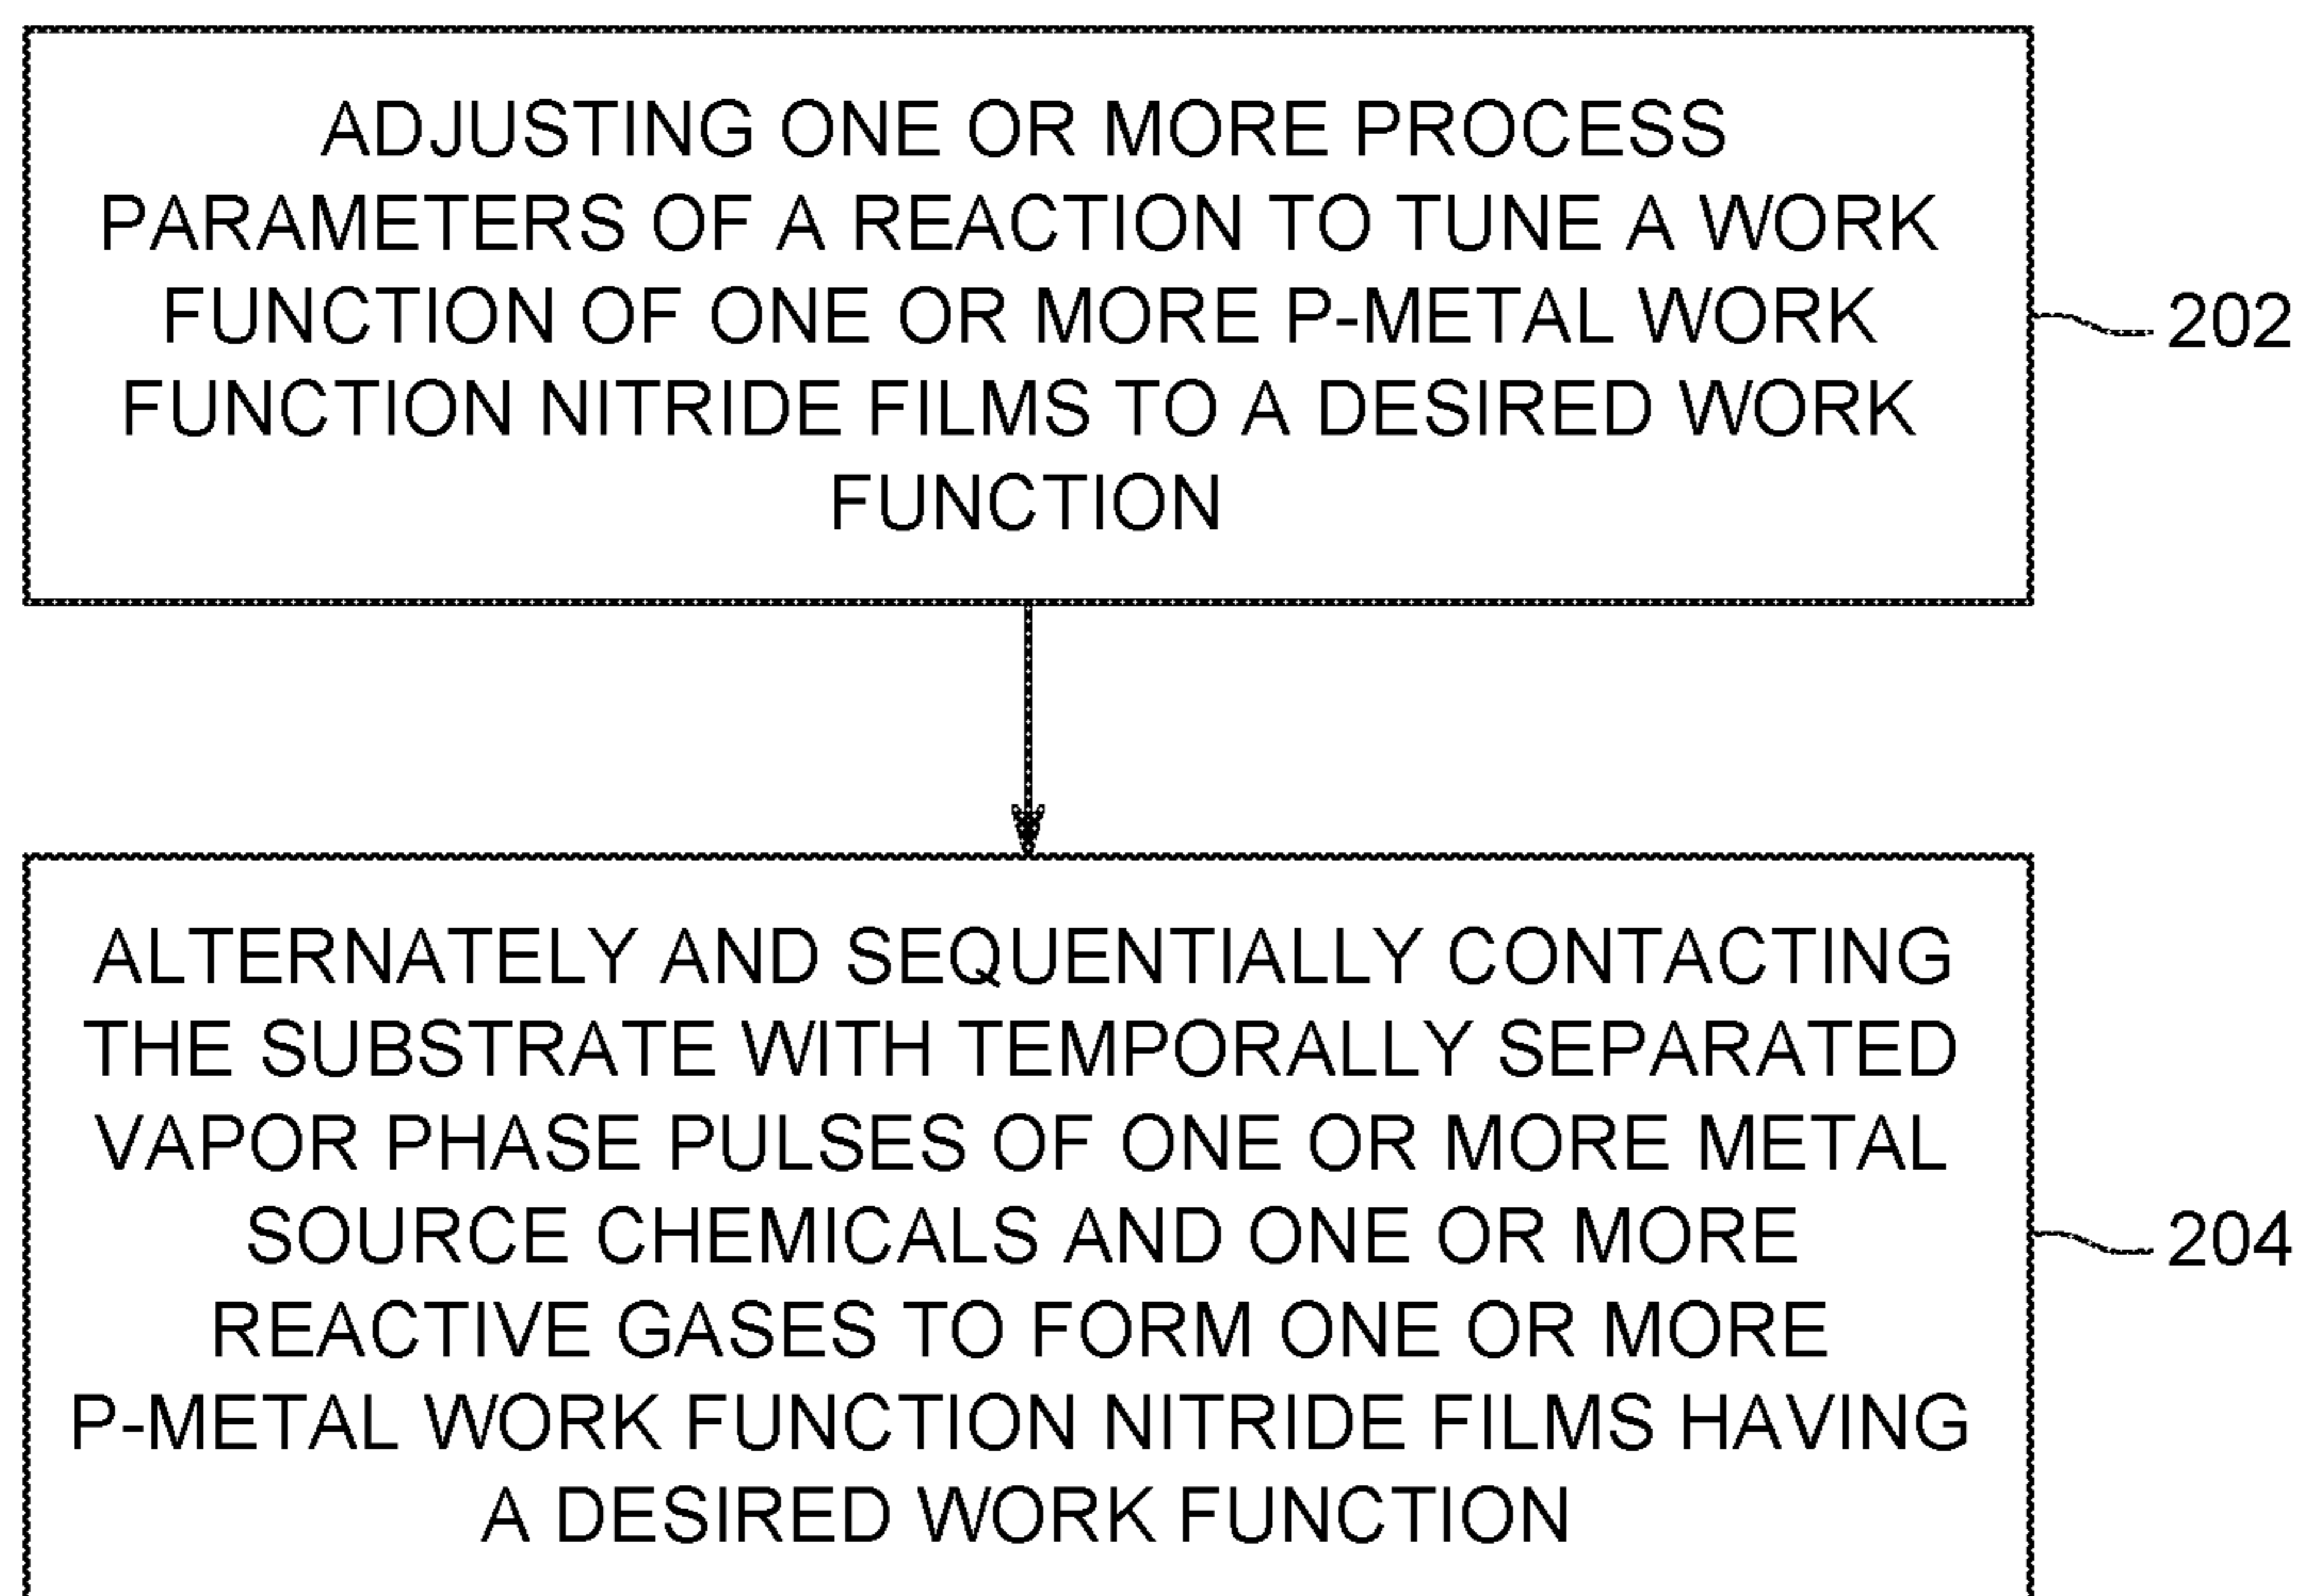 ADJUSTING ONE OR MORE PROCESS
PARAMETERS OF A REACTION TO TUNE A WORK
FUNCTION OF ONE OR MORE P-METAL WORK
FUNCTION NITRIDE FILMS TO A DESIRED WORK
FUNCTION
202
ALTERNATELY AND SEQUENTIALLY CONTACTING
THE SUBSTRATE WITH TEMPORALLY SEPARATED
VAPOR PHASE PULSES OF ONE OR MORE METAL
SOURCE CHEMICALS AND ONE OR MORE
REACTIVE GASES TO FORM ONE OR MORE
P-METAL WORK FUNCTION NITRIDE FILMS HAVING
A DESIRED WORK FUNCTION
204